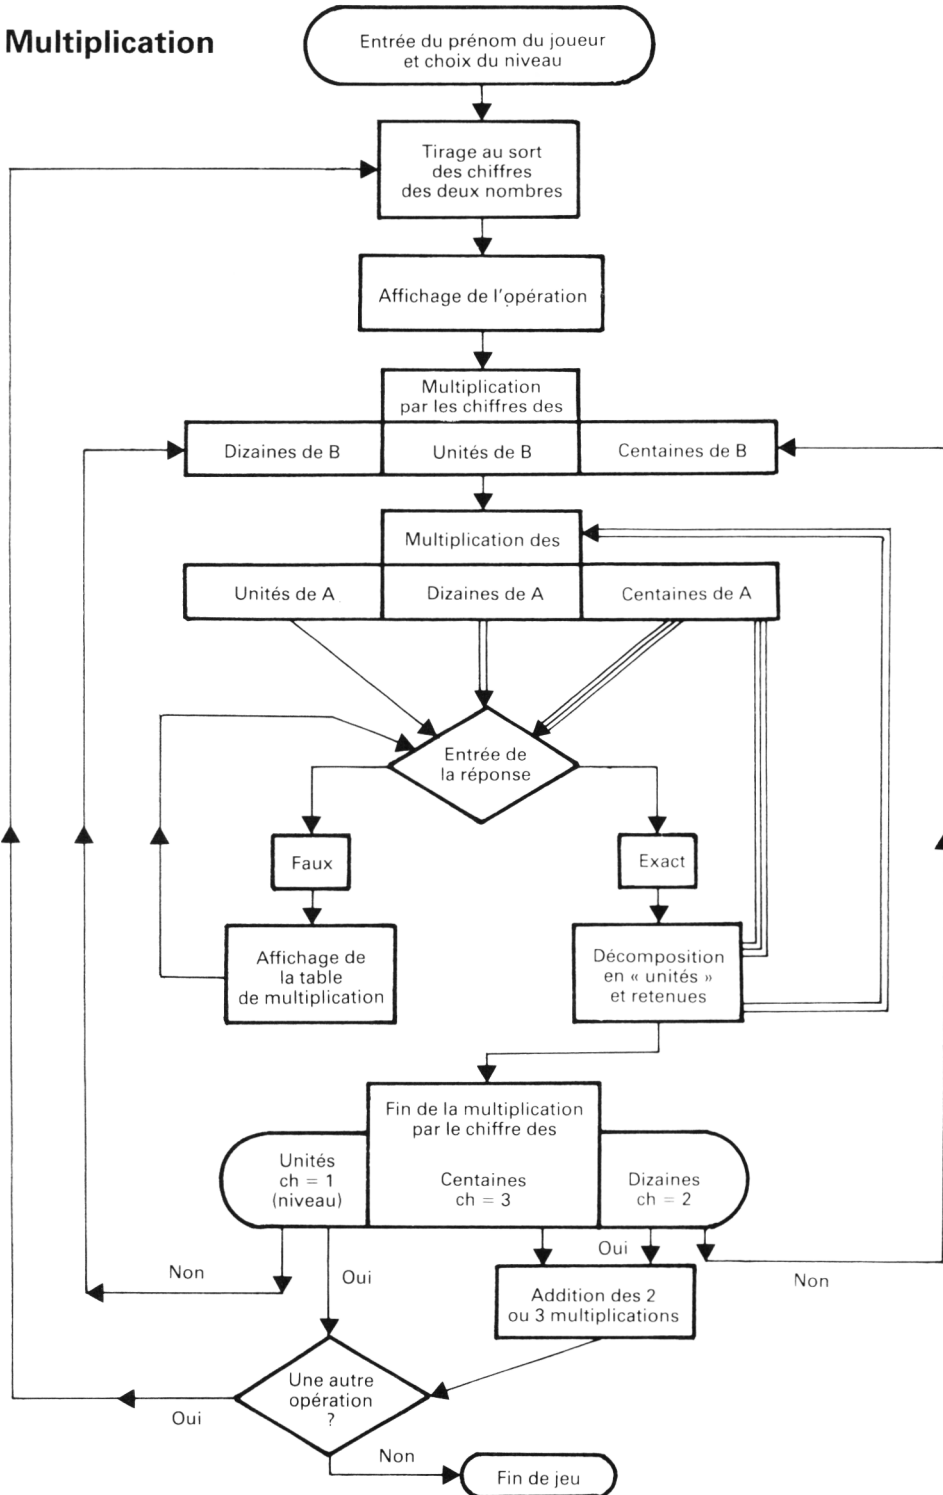 Multiplication
Entrée du prénom du joueur
et choix du niveau
Tirage au sort
des chiffres
des deux nombres
Affichage de l'opération
Multiplication
par les chiffres des
Dizaines de B
Unités de B
Centaines de B
Multiplication des
Unités de A
Dizaines de A
Centaines de A
Entrée de
la réponse
Faux
Exact
Affichage de
la table
de multiplication
Décomposition
en « unités »
et retenues
Fin de la multiplication
par le chiffre des
Unités
ch = 1
(niveau)
Centaines
ch = 3
Dizaines
ch = 2
Non
Oui
Oui
Non
Addition des 2
ou 3 multiplications
Une autre
opération
?
Oui
Non
Fin de jeu